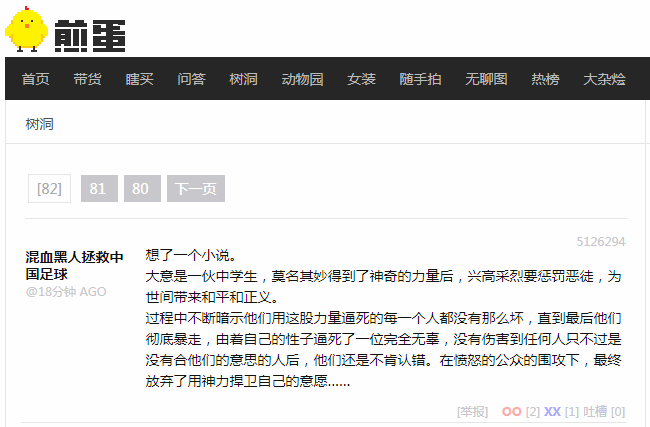 煎蛋
首页 带货 瞎买 问答 树洞 动物园 女装 随手拍 无聊图 热榜 大杂烩
树洞
[82] 81 80 下一页
5126294
混血黑人拯救中
国足球
@18分钟 AGO
想了一个小说。
大意是一伙中学生，莫名其妙得到了神奇的力量后，兴高采烈要惩罚恶徒，为
世间带来和平和正义。
过程中不断暗示他们用这股力量逼死的每一个人都没有那么坏，直到最后他们
彻底暴走，由着自己的性子逼死了一位完全无辜，没有伤害到任何人只不过是
没有合他们的意思的人后，他们还是不肯认错。在愤怒的公众的围攻下，最终
放弃了用神力捍卫自己的意愿……
[举报] OO [2] XX [1] 吐槽 [0]